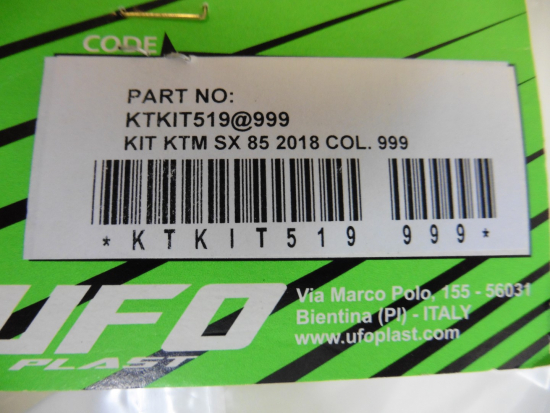 CODE
PART NO:
KTKIT519@999
KIT KTM SX 85 2018 COL. 999
*KTKIT519 999*
UFO
PLAST
Via Marco Polo, 155 - 56031
Bientina (PI) - ITALY
www.ufoplast.com